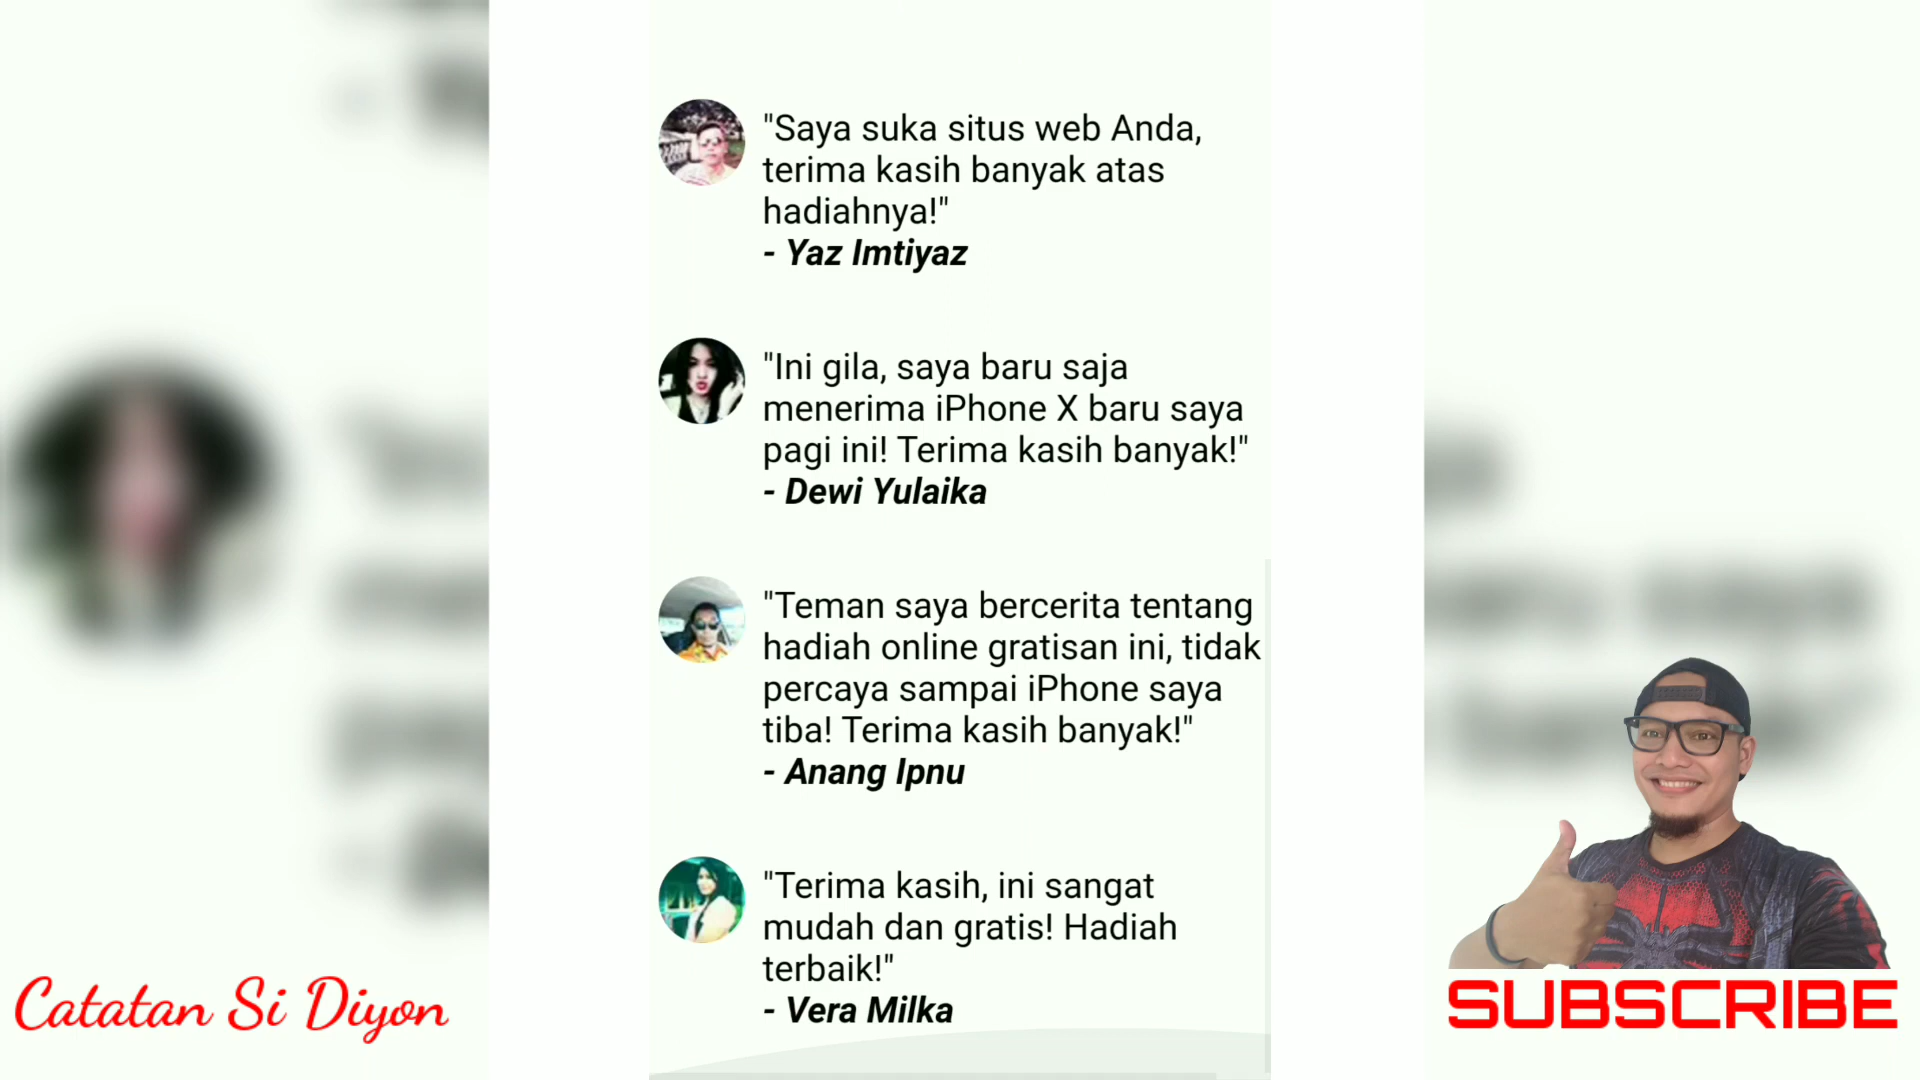 "Saya suka situs web Anda,
terima kasih banyak atas
hadiahnya!"
- Yaz Imtiyaz
"Ini gila, saya baru saja
menerima iPhone X baru saya
pagi ini! Terima kasih banyak!"
- Dewi Yulaika
"Teman saya bercerita tentang
hadiah online gratisan ini, tidak
percaya sampai iPhone saya
tiba! Terima kasih banyak!"
- Anang Ipnu
"Terima kasih, ini sangat
mudah dan gratis! Hadiah
terbaik!"
- Vera Milka
Catatan Si Diyon
SUBSCRIBE